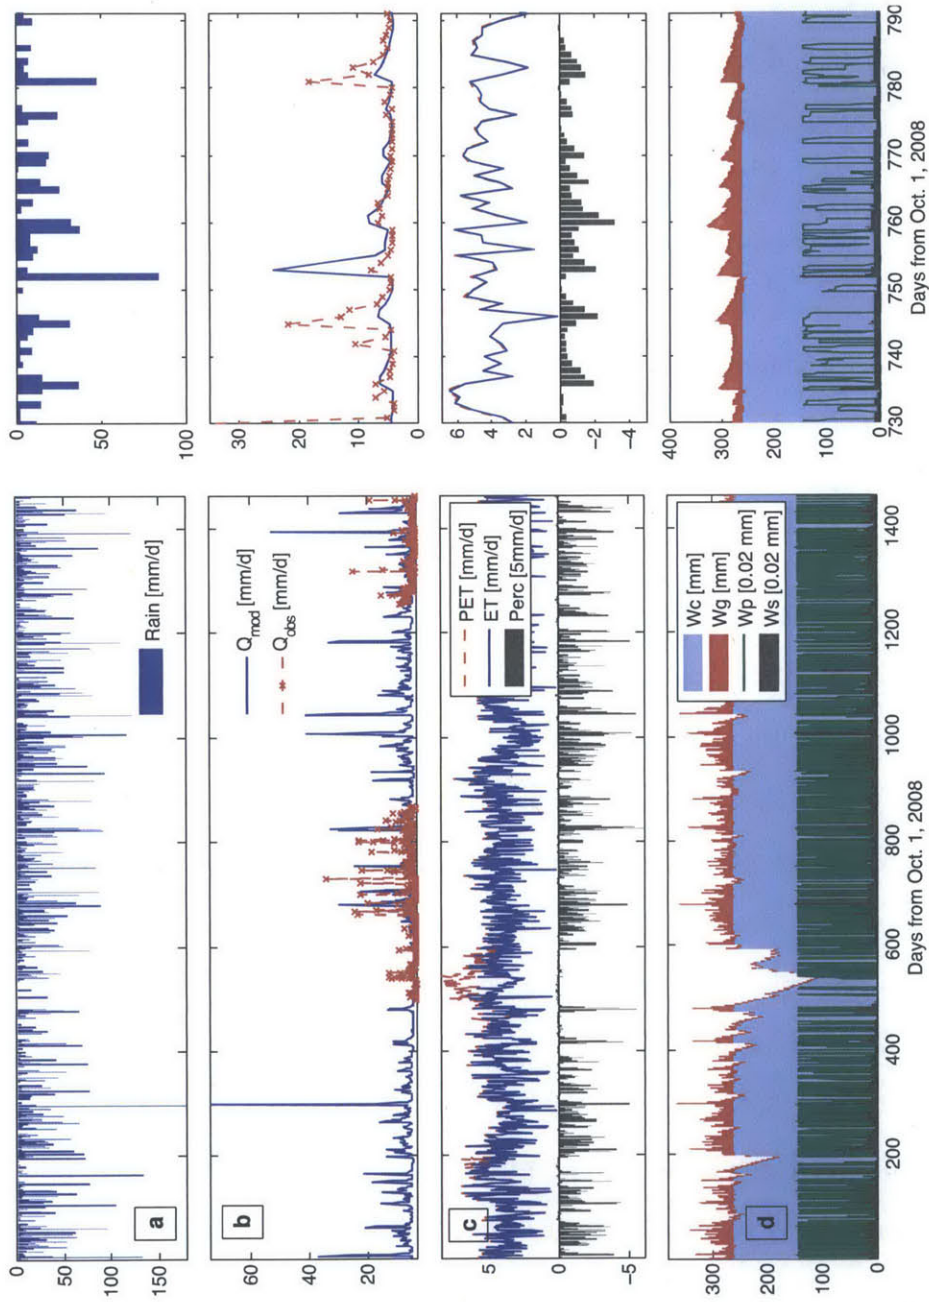 0
50
100
150
a
Rain [mm/d]
0
50
100
60
40
20
b
Q_mod [mm/d]
Q_obs [mm/d]
30
20
10
0
5
0
−5
c
PET [mm/d]
ET [mm/d]
Perc [5mm/d]
6
4
2
0
−2
−4
300
200
100
0
d
Wc [mm]
Wg [mm]
Wp [0.02 mm]
Ws [0.02 mm]
200
400
600
800
1000
1200
1400
Days from Oct. 1, 2008
400
300
200
100
0
730
740
750
760
770
780
790
Days from Oct. 1, 2008